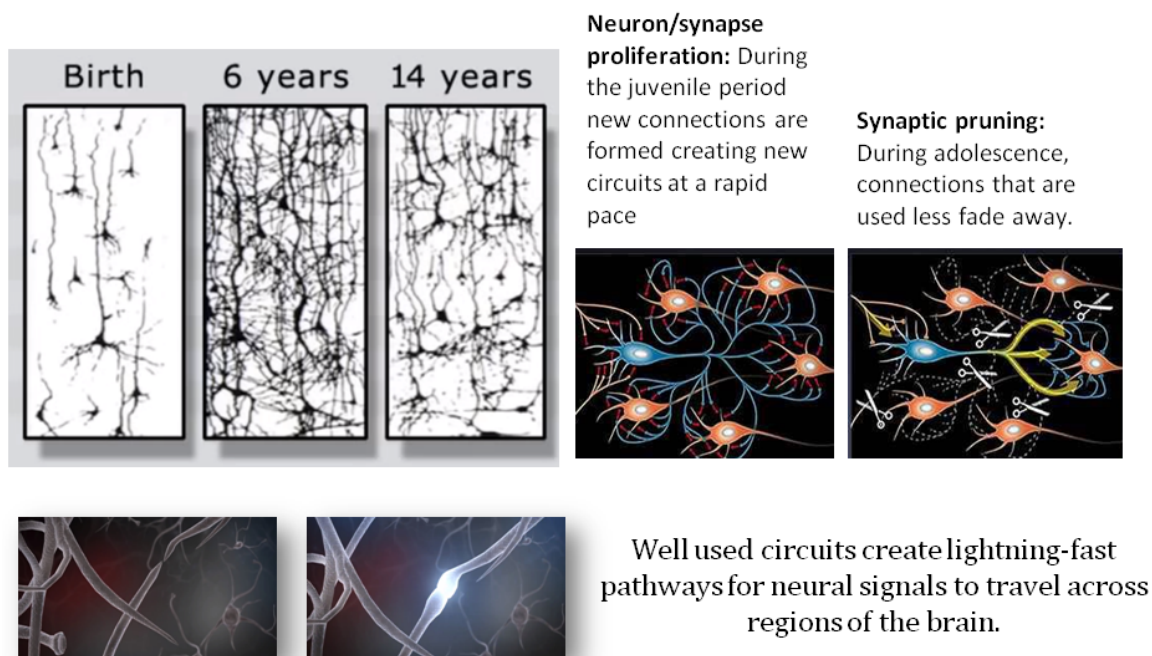 Birth
6 years
14 years
Neuron/synapse
proliferation: During
the juvenile period
new connections are
formed creating new
circuits at a rapid
pace
Synaptic pruning:
During adolescence,
connections that are
used less fade away.
Well used circuits create lightning-fast
pathways for neural signals to travel across
regions of the brain.